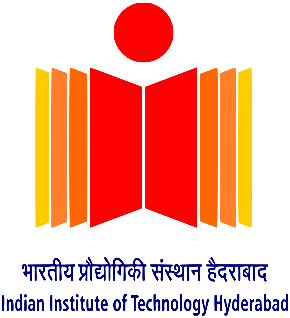 भारतीय प्रौद्योगिकी संस्थान हैदराबाद
Indian Institute of Technology Hyderabad